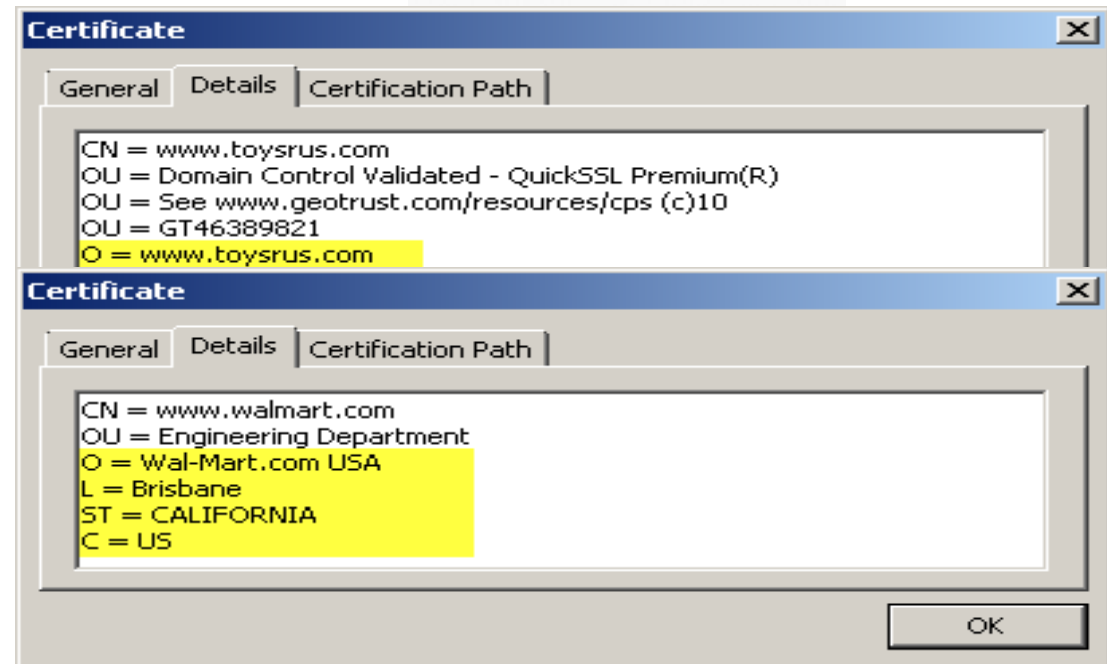 Certificate
General Details Certification Path
CN = www.toysrus.com
OU = Domain Control Validated - QuickSSL Premium(R)
OU = See www.geotrust.com/resources/cps (c)10
OU = GT46389821
O = www.toysrus.com
Certificate
General Details Certification Path
CN = www.walmart.com
OU = Engineering Department
O = Wal-Mart.com USA
L = Brisbane
ST = CALIFORNIA
C = US
OK